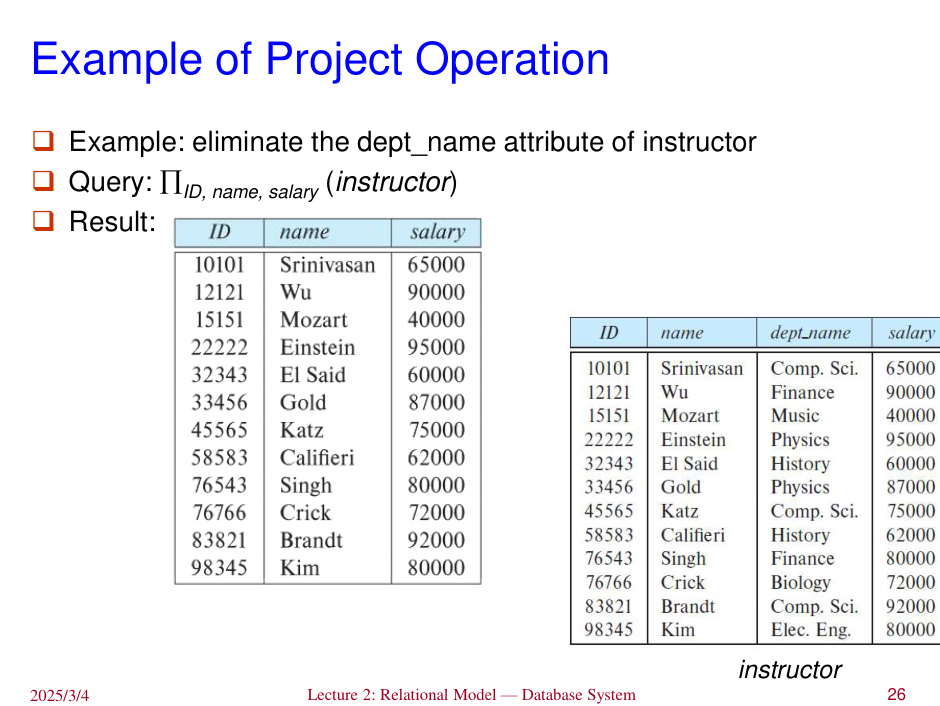 Example of Project Operation
Example: eliminate the dept_name attribute of instructor
Query: ∏ID, name, salary (instructor)
Result:
ID name salary
10101 Srinivasan 65000
12121 Wu 90000
15151 Mozart 40000
22222 Einstein 95000
32343 El Said 60000
33456 Gold 87000
45565 Katz 75000
58583 Califieri 62000
76543 Singh 80000
76766 Crick 72000
83821 Brandt 92000
98345 Kim 80000
ID name dept_name salary
10101 Srinivasan Comp. Sci. 65000
12121 Wu Finance 90000
15151 Mozart Music 40000
22222 Einstein Physics 95000
32343 El Said History 60000
33456 Gold Physics 87000
45565 Katz Comp. Sci. 75000
58583 Califieri History 62000
76543 Singh Finance 80000
76766 Crick Biology 72000
83821 Brandt Comp. Sci. 92000
98345 Kim Elec. Eng. 80000
instructor
2025/3/4 Lecture 2: Relational Model — Database System 26